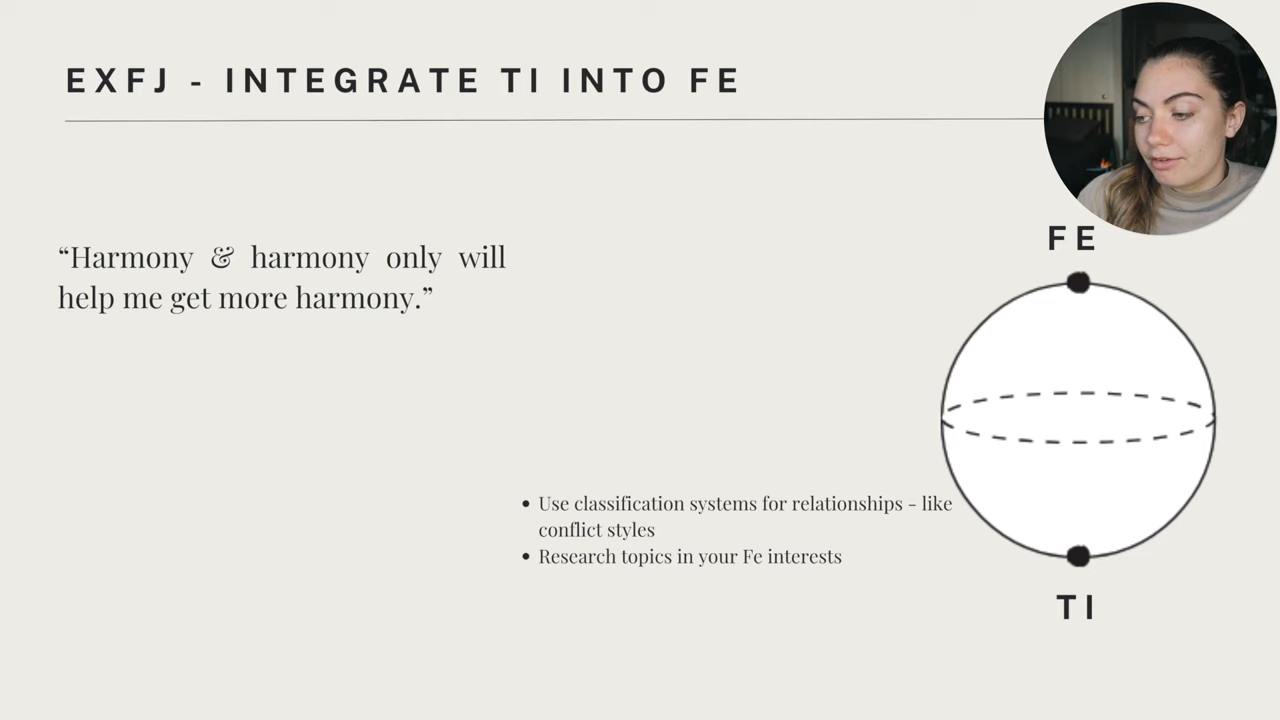 EXFJ - INTEGRATE TI INTO FE
“Harmony & harmony only will
help me get more harmony.”
FE
• Use classification systems for relationships - like
conflict styles
• Research topics in your Fe interests
TI